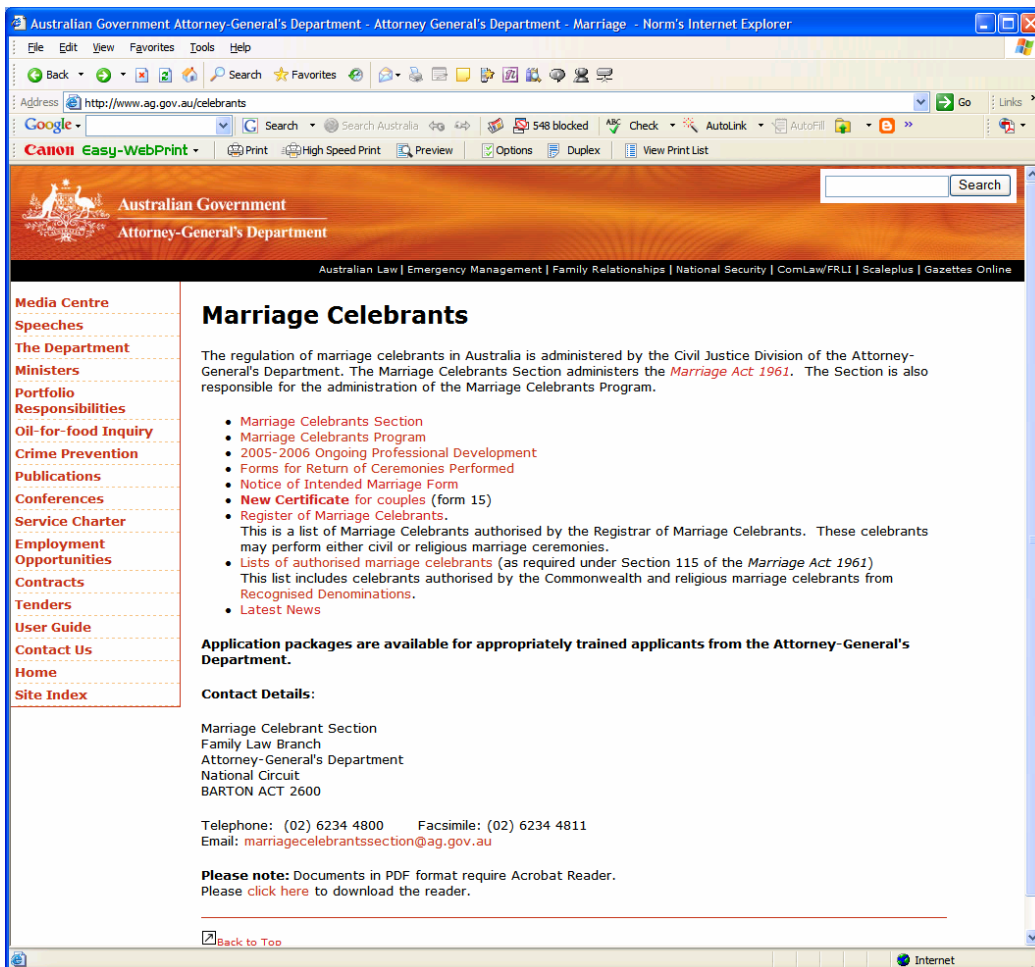 Australian Government Attorney-General's Department - Attorney General's Department - Marriage - Norm's Internet Explorer
File Edit View Favorites Tools Help
Back Search Favorites
Address http://www.ag.gov.au/celebrants Go Links
Google Search Search Australia 548 blocked ABC Check AutoLink AutoFill »
Canon Easy-WebPrint Print High Speed Print Preview Options Duplex View Print List
Search
Australian Government
Attorney-General's Department
Australian Law | Emergency Management | Family Relationships | National Security | ComLaw/FRLI | Scaleplus | Gazettes Online
Media Centre
Speeches
The Department
Ministers
Portfolio
Responsibilities
Oil-for-food Inquiry
Crime Prevention
Publications
Conferences
Service Charter
Employment
Opportunities
Contracts
Tenders
User Guide
Contact Us
Home
Site Index
Marriage Celebrants
The regulation of marriage celebrants in Australia is administered by the Civil Justice Division of the Attorney-
General's Department. The Marriage Celebrants Section administers the Marriage Act 1961. The Section is also
responsible for the administration of the Marriage Celebrants Program.
• Marriage Celebrants Section
• Marriage Celebrants Program
• 2005-2006 Ongoing Professional Development
• Forms for Return of Ceremonies Performed
• Notice of Intended Marriage Form
• New Certificate for couples (form 15)
• Register of Marriage Celebrants.
This is a list of Marriage Celebrants authorised by the Registrar of Marriage Celebrants. These celebrants
may perform either civil or religious marriage ceremonies.
• Lists of authorised marriage celebrants (as required under Section 115 of the Marriage Act 1961)
This list includes celebrants authorised by the Commonwealth and religious marriage celebrants from
Recognised Denominations.
• Latest News
Application packages are available for appropriately trained applicants from the Attorney-General's
Department.
Contact Details:
Marriage Celebrant Section
Family Law Branch
Attorney-General's Department
National Circuit
BARTON ACT 2600
Telephone: (02) 6234 4800 Facsimile: (02) 6234 4811
Email: marriagecelebrantssection@ag.gov.au
Please note: Documents in PDF format require Acrobat Reader.
Please click here to download the reader.
Back to Top
Internet